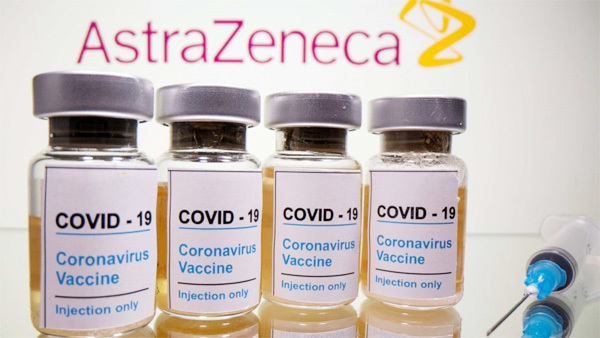 AstraZeneca
COVID - 19
Coronavirus
Vaccine
Injection only
COVID - 19
Coronavirus
Vaccine
Injection only
COVID - 19
Coronavirus
Vaccine
Injection only
COVID - 19
Coronavirus
Vaccine
Injection only